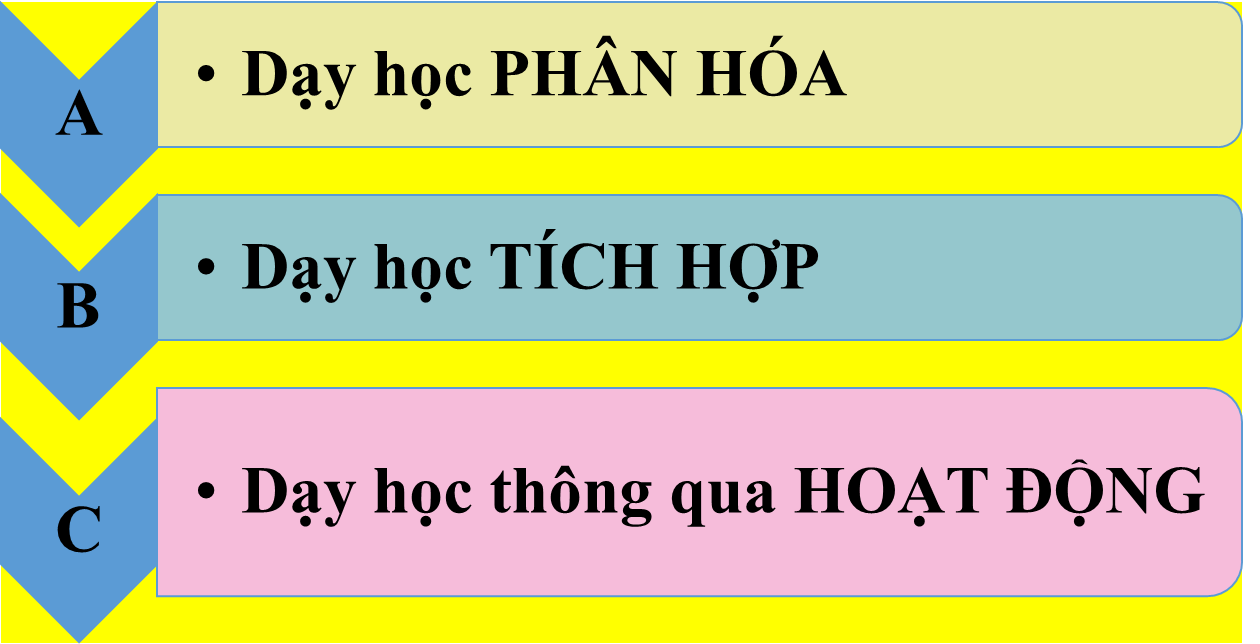 A
• Dạy học PHÂN HÓA
B
• Dạy học TÍCH HỢP
C
• Dạy học thông qua HOẠT ĐỘNG